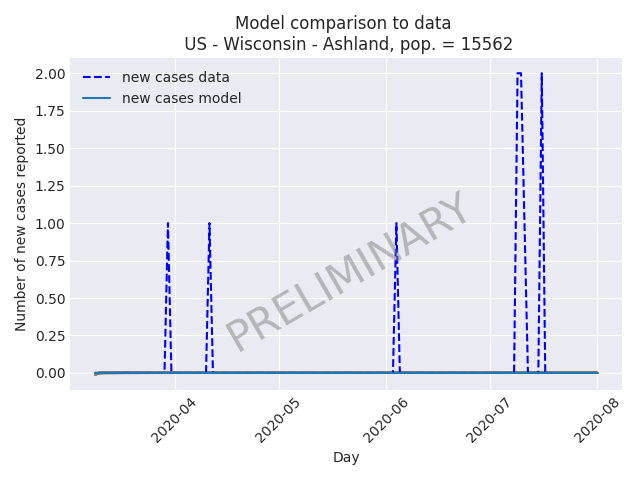 Model comparison to data
US - Wisconsin - Ashland, pop. = 15562
new cases data
new cases model
Number of new cases reported
2.00
1.75
1.50
1.25
1.00
0.75
0.50
0.25
0.00
PRELIMINARY
2020-04
2020-05
2020-06
2020-07
2020-08
Day